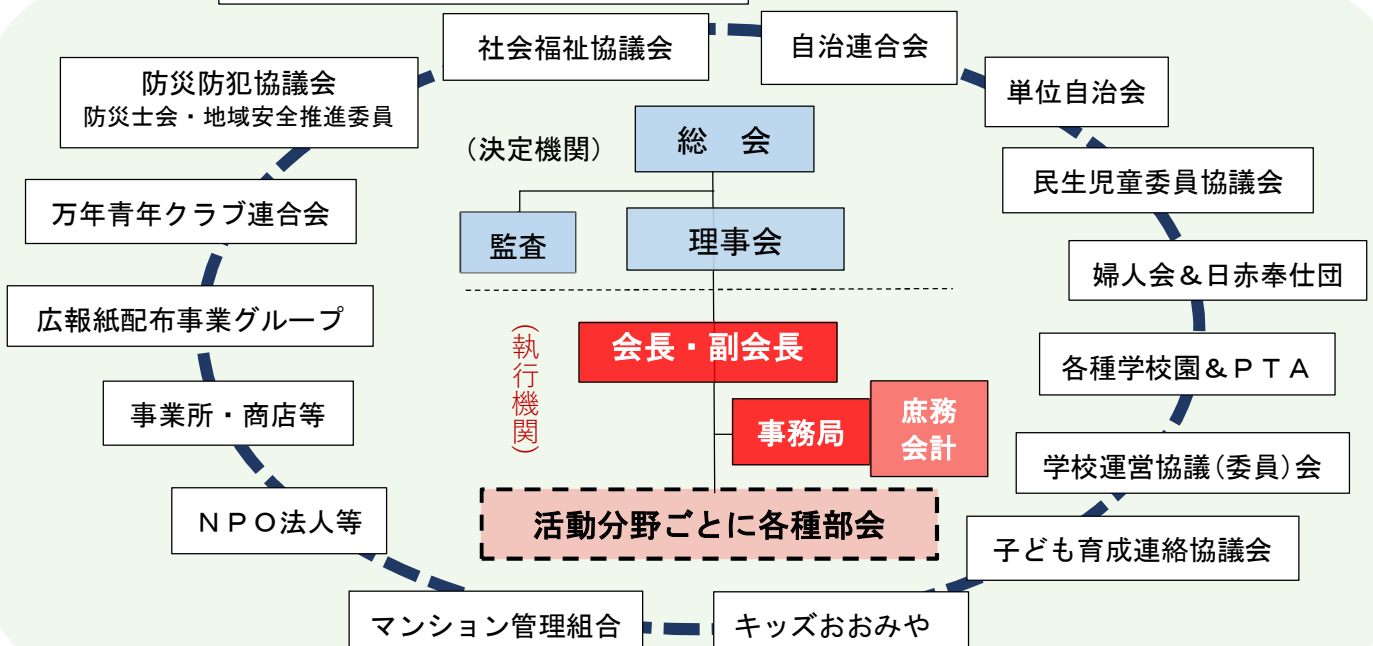 社会福祉協議会
自治連合会
防災防犯協議会
防災士会・地域安全推進委員
単位自治会
(決定機関)
総　会
民生児童委員協議会
万年青年クラブ連合会
監査
理事会
婦人会&日赤奉仕団
広報紙配布事業グループ
(執行機関)
会長・副会長
各種学校園&PTA
事業所・商店等
事務局
庶務
会計
学校運営協議(委員)会
NPO法人等
活動分野ごとに各種部会
子ども育成連絡協議会
マンション管理組合
キッズおおみや